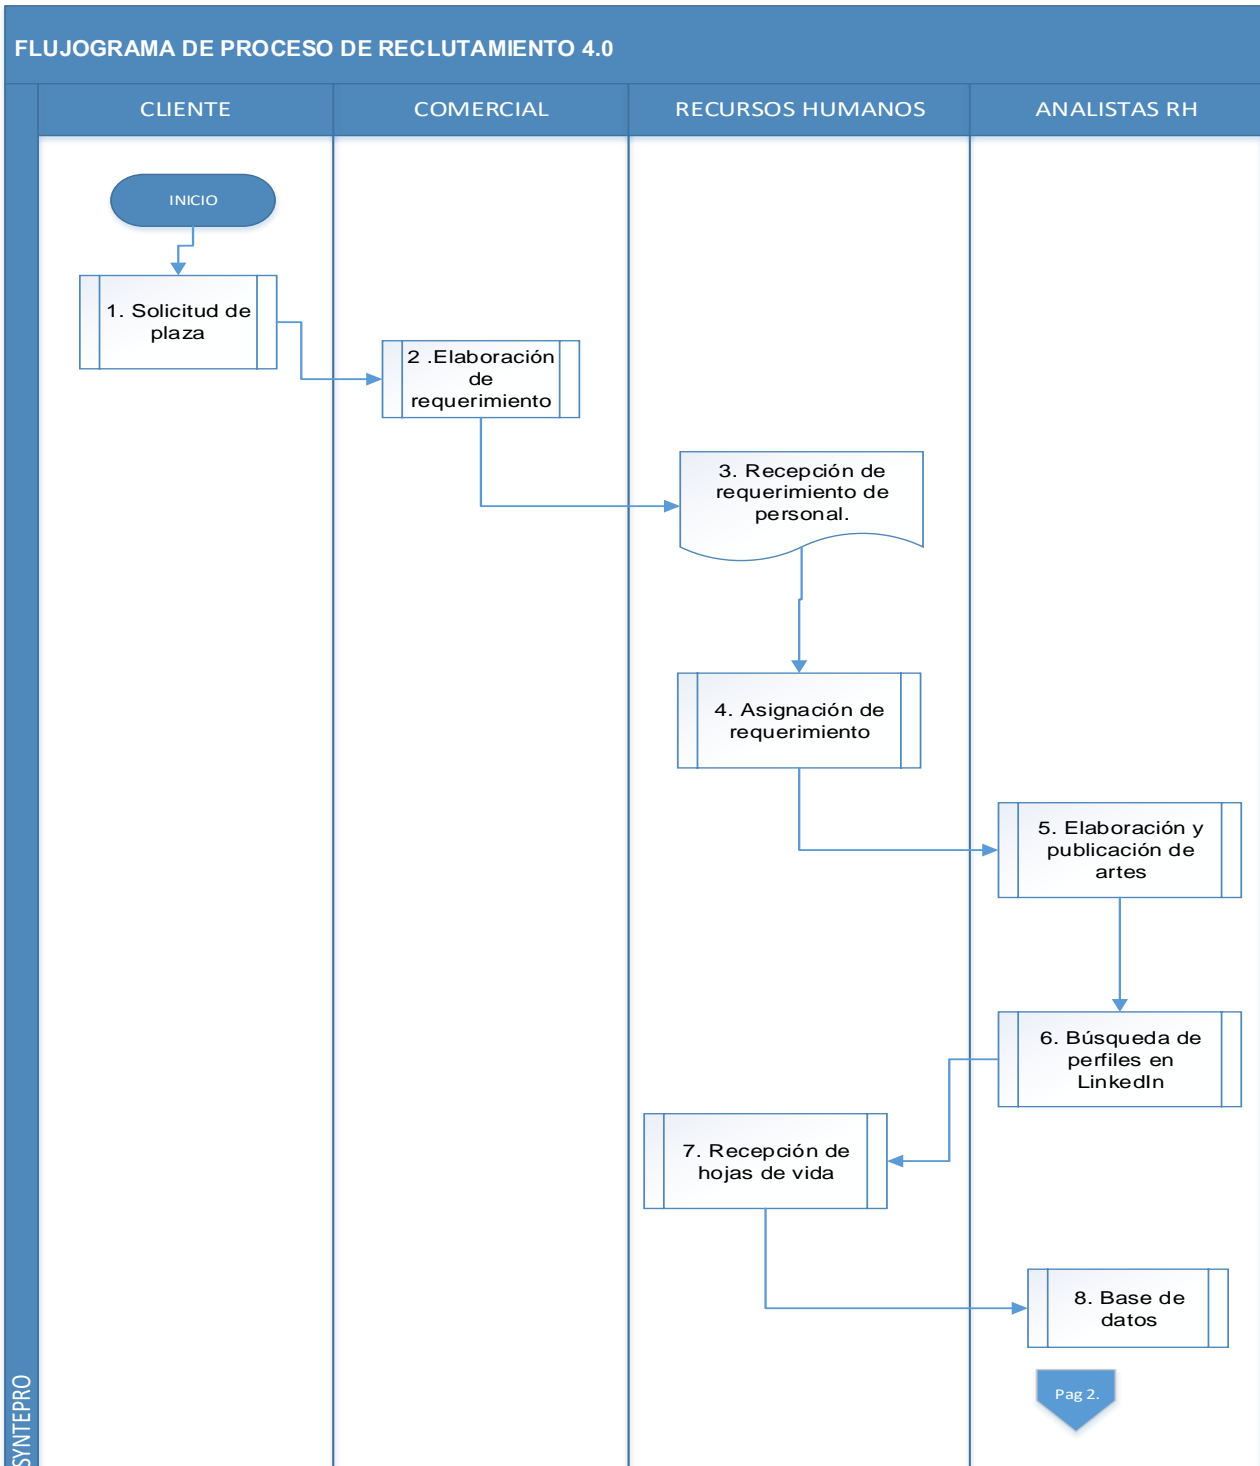 FLUJOGRAMA DE PROCESO DE RECLUTAMIENTO 4.0
CLIENTE
COMERCIAL
RECURSOS HUMANOS
ANALISTAS RH
INICIO
1. Solicitud de
plaza
2 .Elaboración
de
requerimiento
3. Recepción de
requerimiento de
personal.
4. Asignación de
requerimiento
5. Elaboración y
publicación de
artes
6. Búsqueda de
perfiles en
LinkedIn
7. Recepción de
hojas de vida
8. Base de
datos
Pag 2.
SYNTEPRO